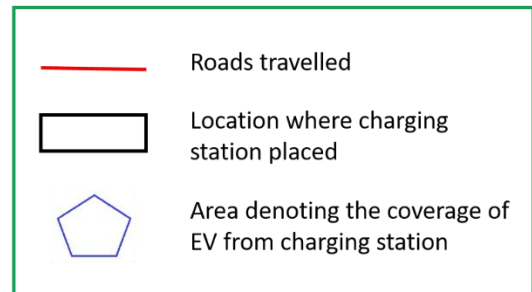 Roads travelled
Location where charging
station placed
Area denoting the coverage of
EV from charging station